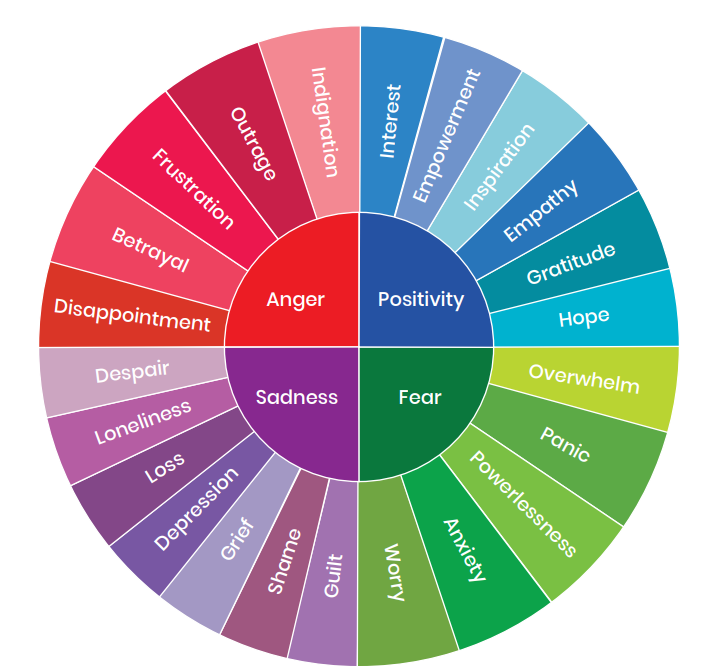 Anger
Positivity
Sadness
Fear
Interest
Empowerment
Inspiration
Empathy
Gratitude
Hope
Overwhelm
Panic
Powerlessness
Anxiety
Worry
Guilt
Shame
Grief
Depression
Loss
Loneliness
Despair
Disappointment
Betrayal
Frustration
Outrage
Indignation